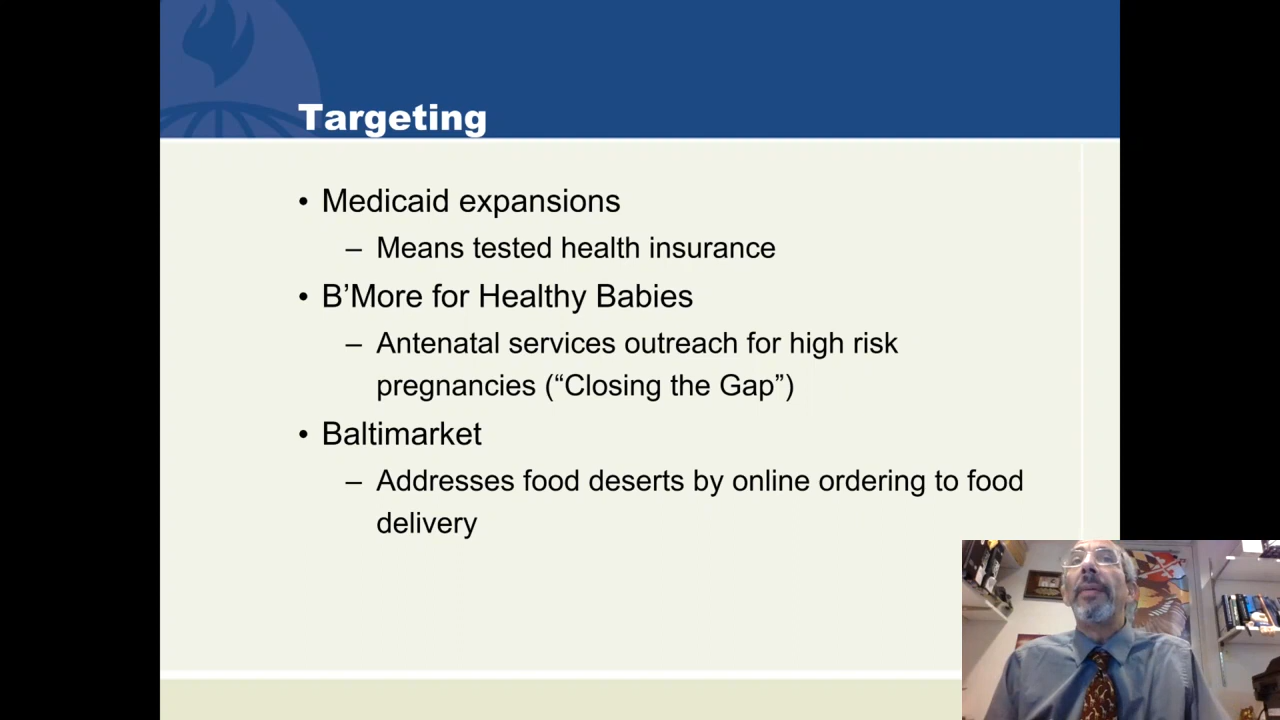 Targeting
• Medicaid expansions
– Means tested health insurance
• B’More for Healthy Babies
– Antenatal services outreach for high risk
pregnancies (“Closing the Gap”)
• Baltimarket
– Addresses food deserts by online ordering to food
delivery